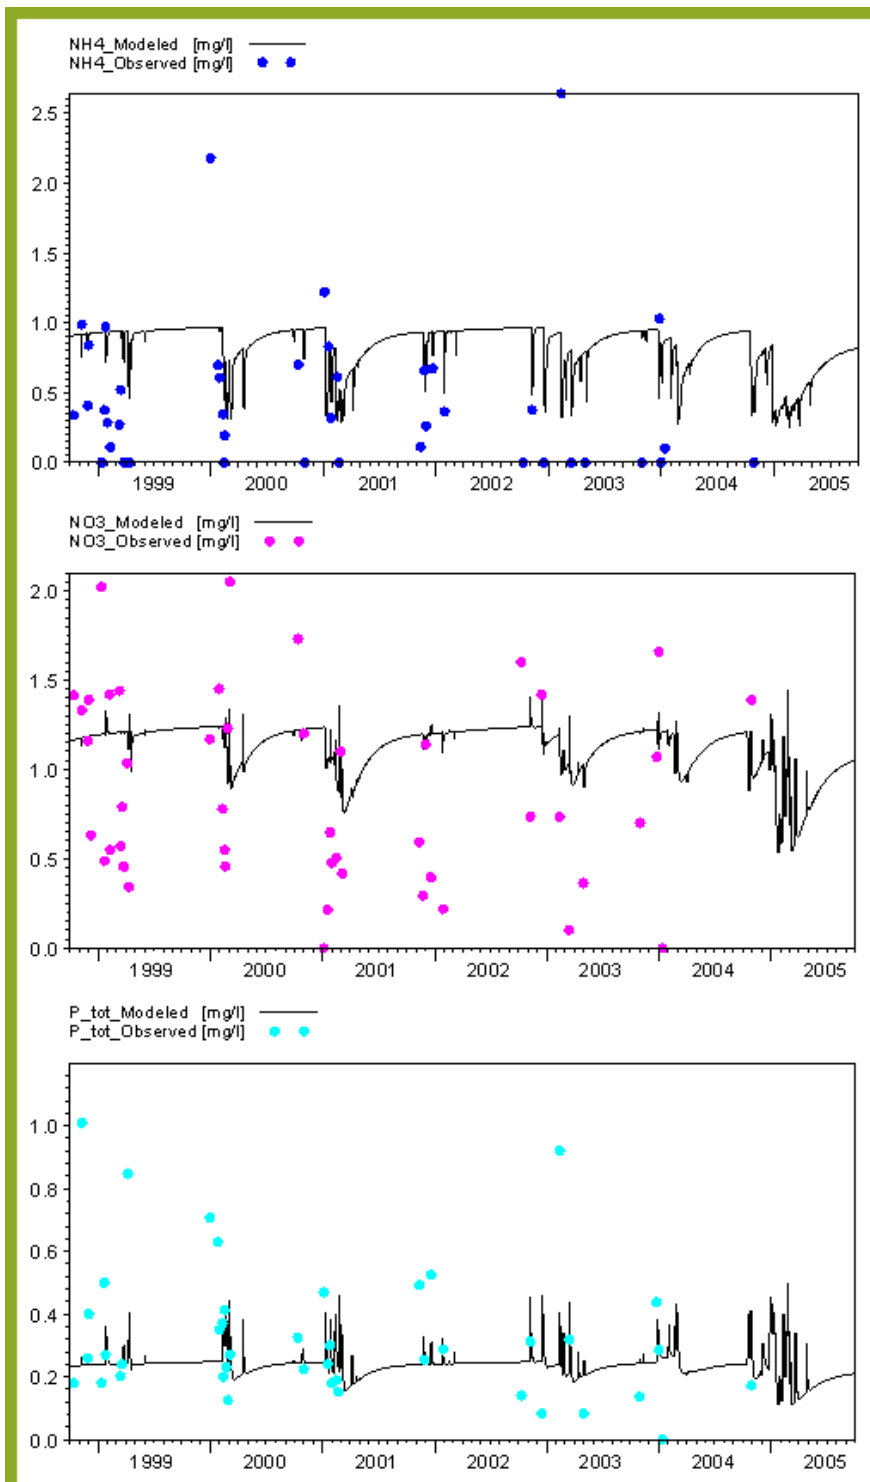 NH4_Modeled [mg/l]
NH4_Observed [mg/l]
2.5
2.0
1.5
1.0
0.5
0.0
1999 2000 2001 2002 2003 2004 2005
NO3_Modeled [mg/l]
NO3_Observed [mg/l]
2.0
1.5
1.0
0.5
0.0
1999 2000 2001 2002 2003 2004 2005
P_tot_Modeled [mg/l]
P_tot_Observed [mg/l]
1.0
0.8
0.6
0.4
0.2
0.0
1999 2000 2001 2002 2003 2004 2005